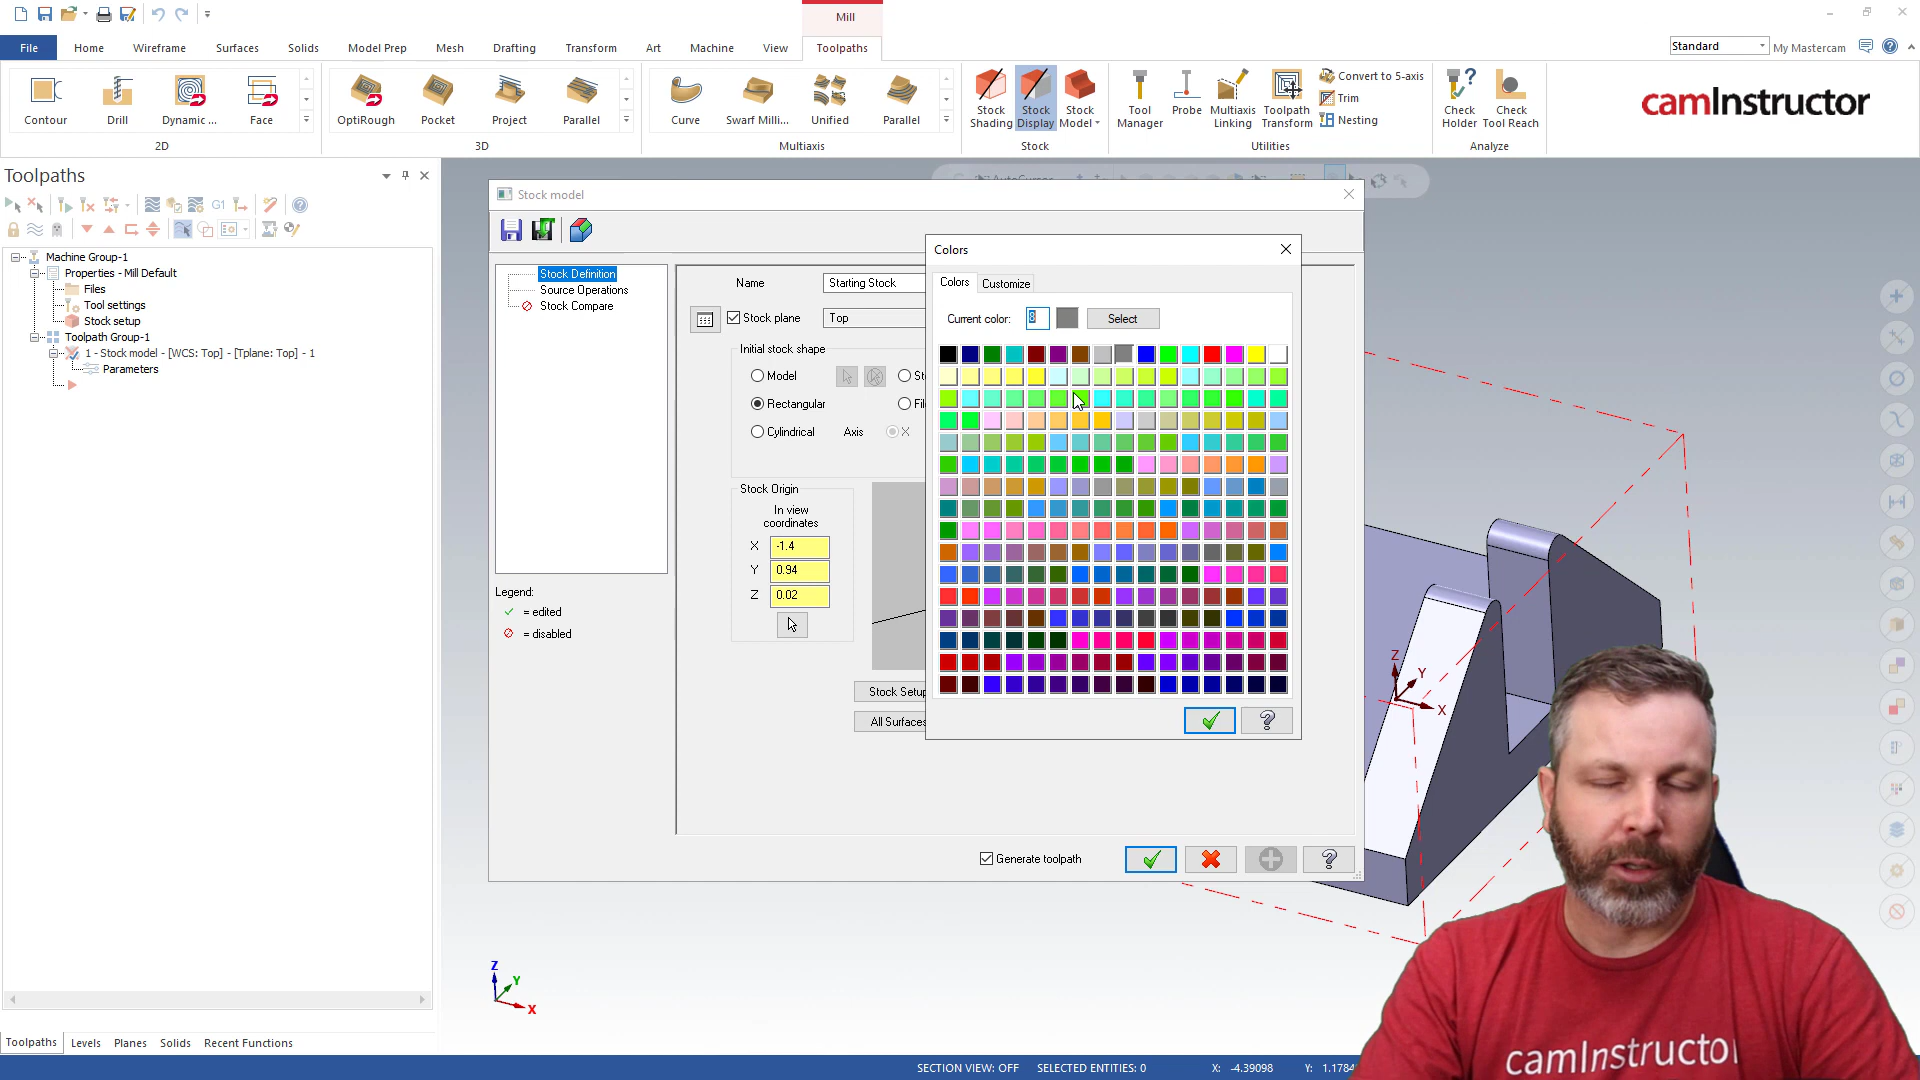 Mill
File
Home
Wireframe
Surfaces
Solids
Model Prep
Mesh
Drafting
Transform
Art
Machine
View
Toolpaths
Standard
My Mastercam
Contour
Drill
Dynamic ...
Face
2D
OptiRough
Pocket
Project
Parallel
3D
Curve
Swarf Milli...
Unified
Parallel
Multiaxis
Stock
Shading
Stock
Display
Stock
Model
Stock
Tool
Manager
Probe
Multiaxis
Linking
Toolpath
Transform
Convert to 5-axis
Trim
Nesting
Utilities
Check
Holder
Check
Tool Reach
Analyze
camInstructor
Toolpaths
G1
Machine Group-1
Properties - Mill Default
Files
Tool settings
Stock setup
Toolpath Group-1
1 - Stock model - [WCS: Top] - [Tplane: Top] - 1
Parameters
Stock model
Stock Definition
Source Operations
Stock Compare
Legend:
= edited
= disabled
Name
Starting Stock
Stock plane
Top
Initial stock shape
Model
Rectangular
Cylindrical
Axis
X
Stock Origin
In view
coordinates
X
-1.4
Y
0.94
Z
0.02
Stock Setup
All Surfaces
Generate toolpath
Colors
Colors
Customize
Current color:
8
Select
Z
Y
X
Z
Y
X
Toolpaths
Levels
Planes
Solids
Recent Functions
SECTION VIEW: OFF
SELECTED ENTITIES: 0
X: -4.39098
Y: 1.1784